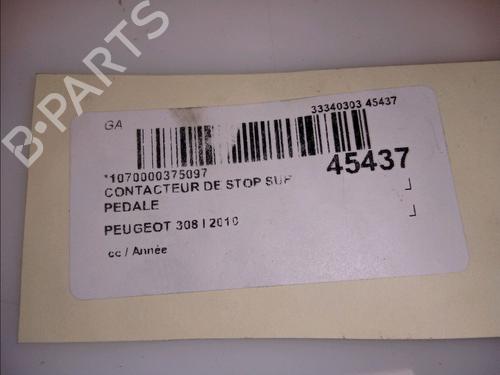 B-PARTS
GA
33340303 45437
*1070000375097
45437
CONTACTEUR DE STOP SUR
PEDALE
PEUGEOT 308 I 2010
cc / Année